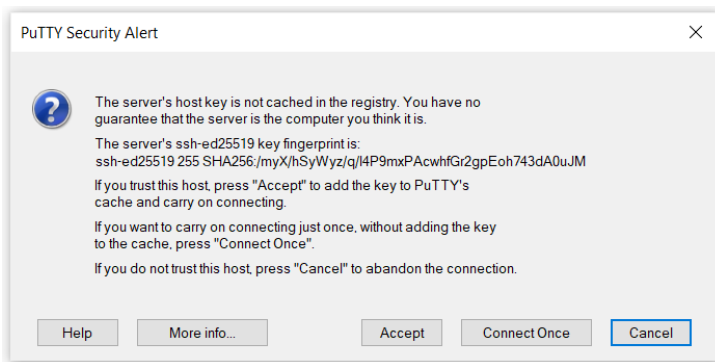 PuTTY Security Alert
The server's host key is not cached in the registry. You have no
guarantee that the server is the computer you think it is.
The server's ssh-ed25519 key fingerprint is:
ssh-ed25519 255 SHA256:/myX/hSyWyz/q/l4P9mxPAcwhfGr2gpEoh743dA0uJM
If you trust this host, press "Accept" to add the key to PuTTY's
cache and carry on connecting.
If you want to carry on connecting just once, without adding the key
to the cache, press "Connect Once".
If you do not trust this host, press "Cancel" to abandon the connection.
Help More info... Accept Connect Once Cancel